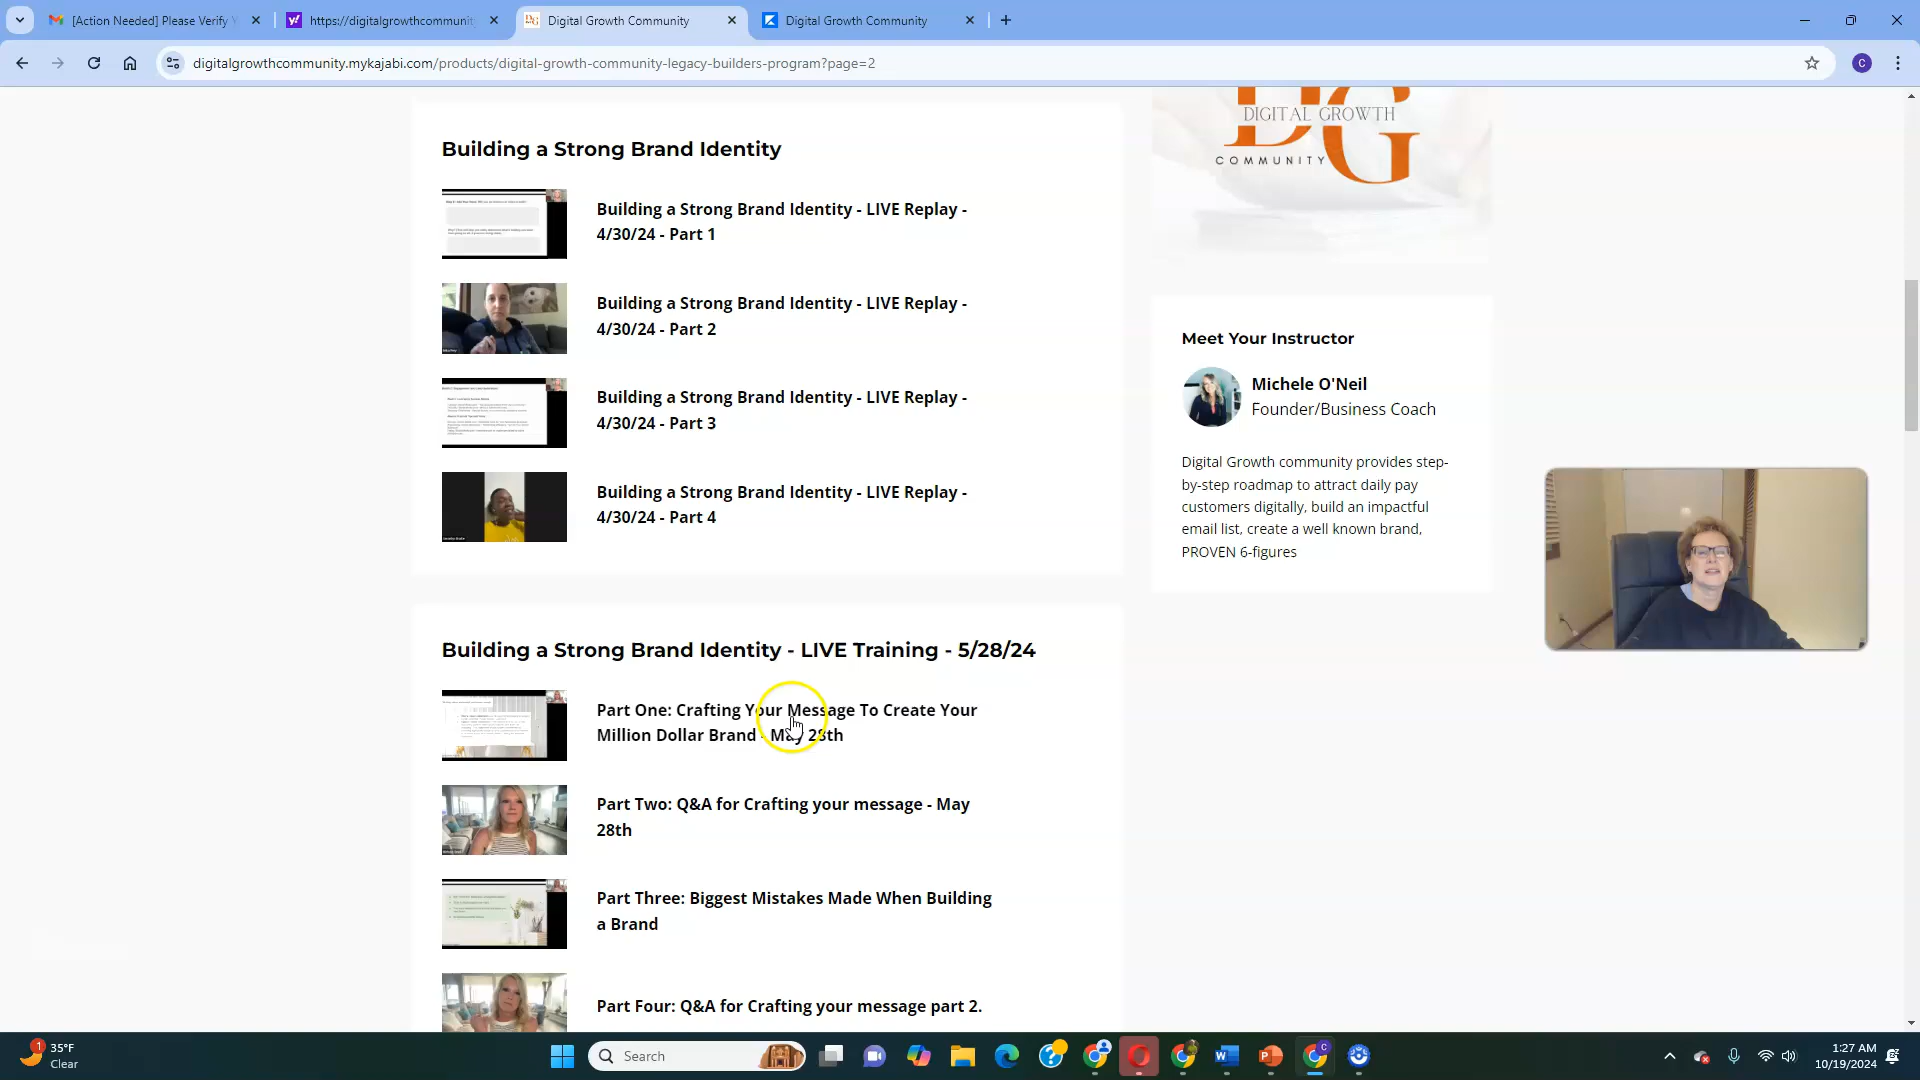 [Action Needed] Please Verify Y
https://digitalgrowthcommunit
Digital Growth Community
Digital Growth Community
digitalgrowthcommunity.mykajabi.com/products/digital-growth-community-legacy-builders-program?page=2
C
Building a Strong Brand Identity
Building a Strong Brand Identity - LIVE Replay -
4/30/24 - Part 1
Building a Strong Brand Identity - LIVE Replay -
4/30/24 - Part 2
Building a Strong Brand Identity - LIVE Replay -
4/30/24 - Part 3
Building a Strong Brand Identity - LIVE Replay -
4/30/24 - Part 4
DG
DIGITAL GROWTH
COMMUNITY
Meet Your Instructor
Michele O'Neil
Founder/Business Coach
Digital Growth community provides step-
by-step roadmap to attract daily pay
customers digitally, build an impactful
email list, create a well known brand,
PROVEN 6-figures
Building a Strong Brand Identity - LIVE Training - 5/28/24
Part One: Crafting Your Message To Create Your
Million Dollar Brand - May 28th
Part Two: Q&A for Crafting your message - May
28th
Part Three: Biggest Mistakes Made When Building
a Brand
Part Four: Q&A for Crafting your message part 2.
1
35°F
Clear
Search
1:27 AM
10/19/2024